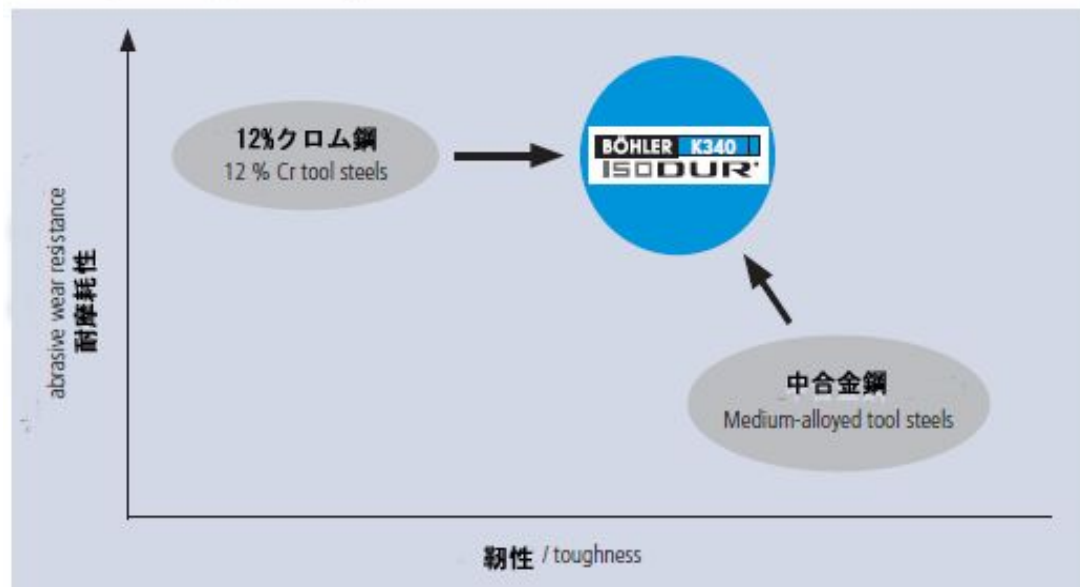 12%クロム鋼
12 % Cr tool steels
BÖHLER K340
ISODUR
abrasive wear resistance
耐摩耗性
中合金鋼
Medium-alloyed tool steels
靭性 / toughness